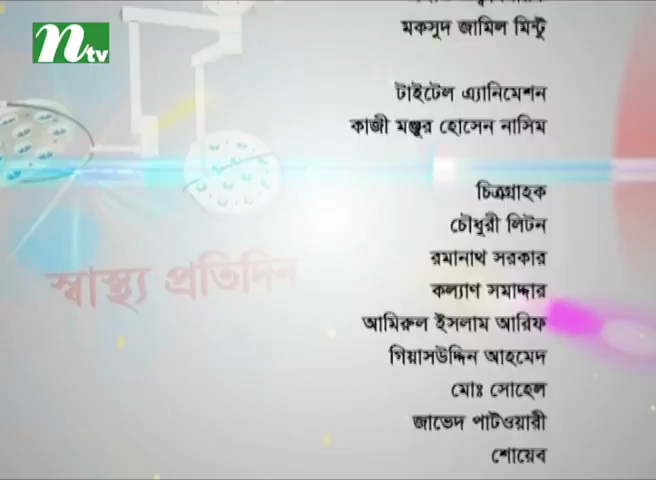 ntv
মকসুদ জামিল মিন্টু
টাইটেল এ্যানিমেশন
কাজী মঞ্জুর হোসেন নাসিম
চিত্রগ্রাহক
চৌধুরী লিটন
রমানাথ সরকার
কল্যাণ সমাদ্দার
আমিরুল ইসলাম আরিফ
গিয়াসউদ্দিন আহমেদ
মোঃ সোহেল
জাভেদ পাটওয়ারী
শোয়েব
স্বাস্থ্য প্রতিদিন